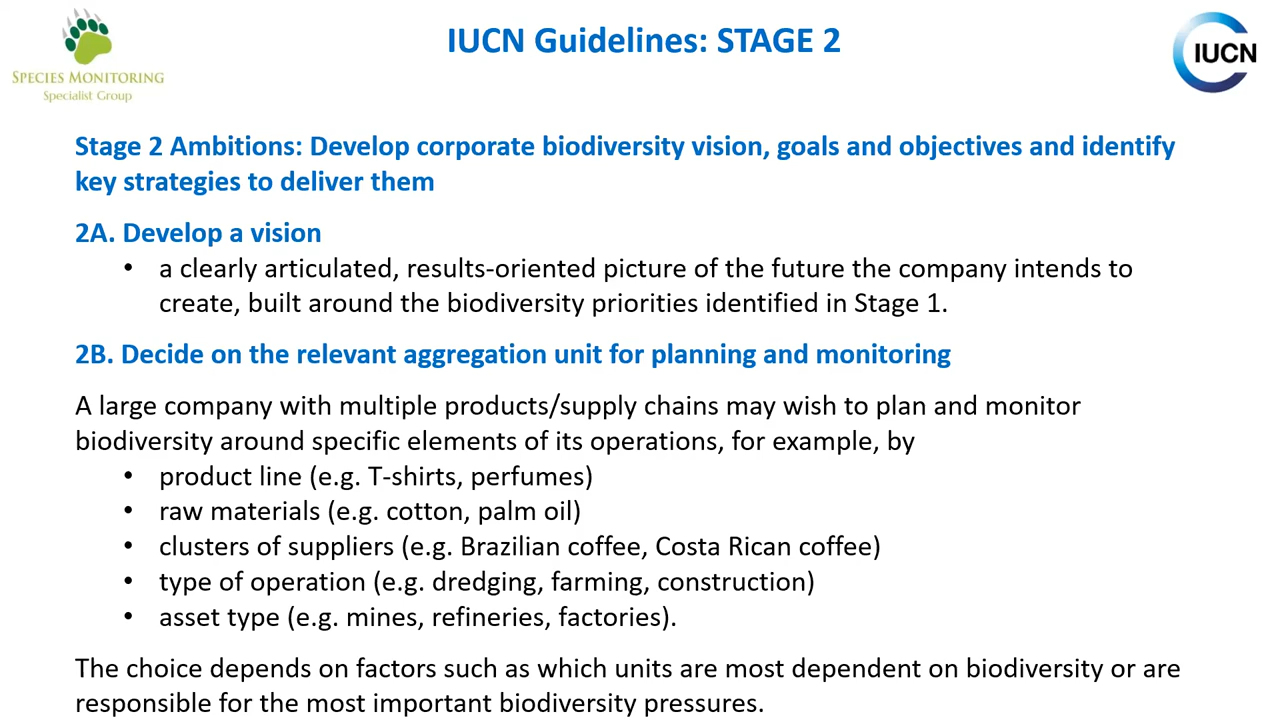 IUCN Guidelines: STAGE 2
SPECIES MONITORING
Specialist Group
IUCN
Stage 2 Ambitions: Develop corporate biodiversity vision, goals and objectives and identify
key strategies to deliver them
2A. Develop a vision
• a clearly articulated, results-oriented picture of the future the company intends to
create, built around the biodiversity priorities identified in Stage 1.
2B. Decide on the relevant aggregation unit for planning and monitoring
A large company with multiple products/supply chains may wish to plan and monitor
biodiversity around specific elements of its operations, for example, by
• product line (e.g. T-shirts, perfumes)
• raw materials (e.g. cotton, palm oil)
• clusters of suppliers (e.g. Brazilian coffee, Costa Rican coffee)
• type of operation (e.g. dredging, farming, construction)
• asset type (e.g. mines, refineries, factories).
The choice depends on factors such as which units are most dependent on biodiversity or are
responsible for the most important biodiversity pressures.